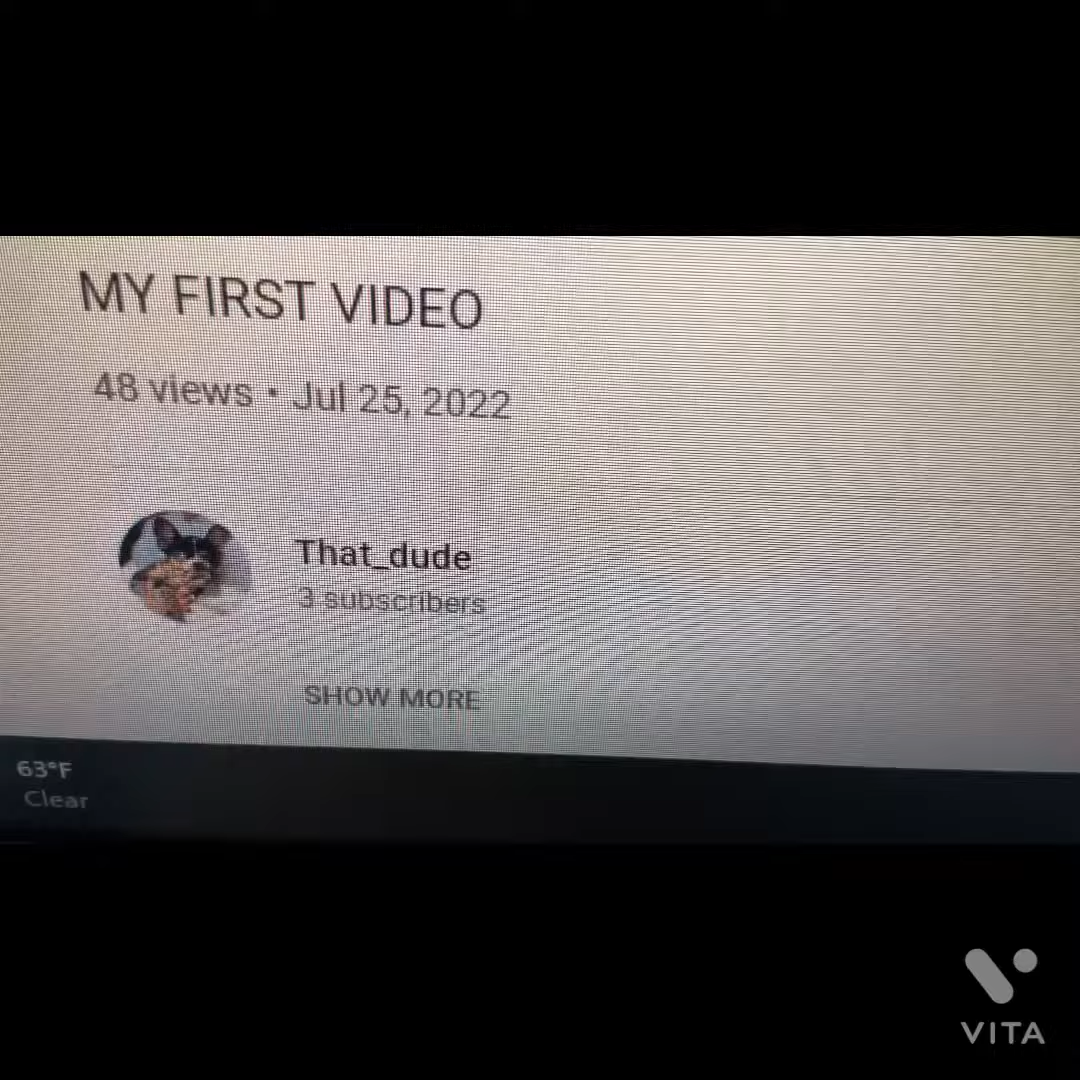 MY FIRST VIDEO
48 views • Jul 25, 2022
That_dude
3 subscribers
SHOW MORE
63°F
Clear
VITA